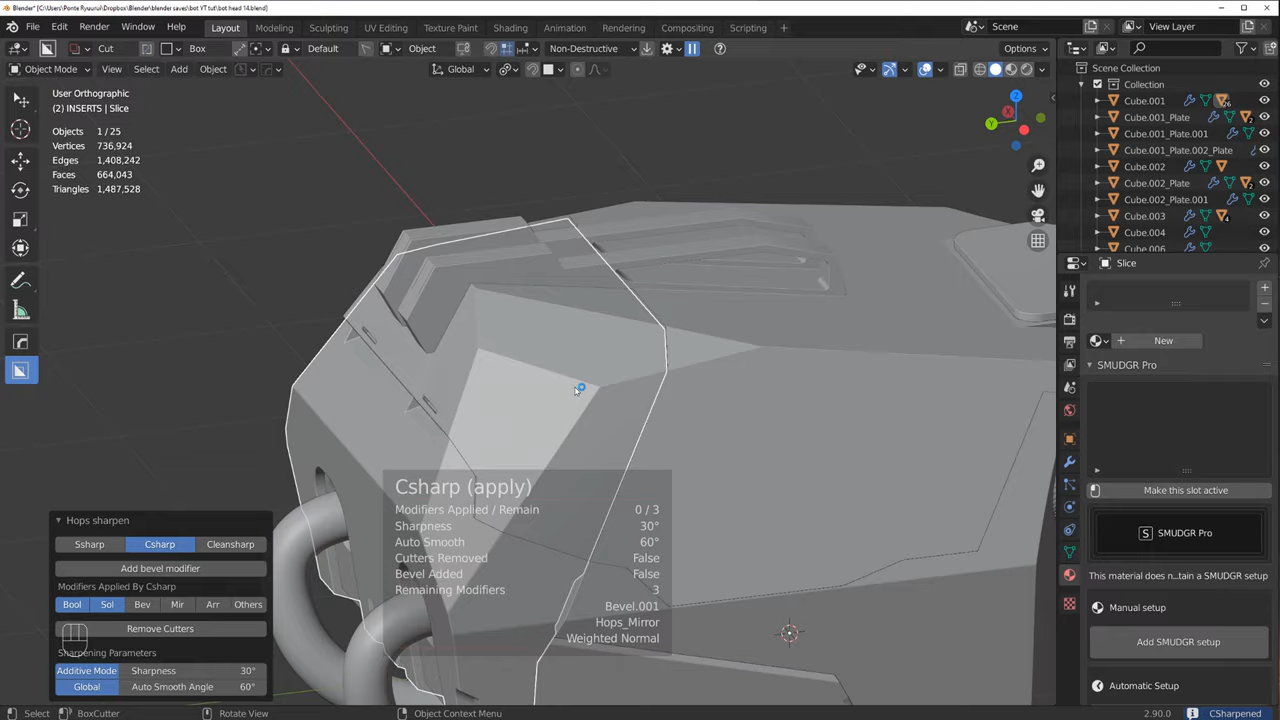 Blender* [C:\Users\Ponte Ryuurui\Dropbox\Blender\blender saves\bot YT tut\bot head 14.blend]
File Edit Render Window Help Layout Modeling Sculpting UV Editing Texture Paint Shading Animation Rendering Compositing Scripting + Scene View Layer
Cut Box Default Object Non-Destructive Options
Object Mode View Select Add Object Global
User Orthographic
(2) INSERTS | Slice
Objects 1 / 25
Vertices 736,924
Edges 1,408,242
Faces 664,043
Triangles 1,487,528
Z
X
Y
Scene Collection
Collection
Cube.001 26
Cube.001_Plate 2
Cube.001_Plate.001
Cube.001_Plate.002_Plate
Cube.002
Cube.002_Plate 2
Cube.002_Plate.001
Cube.003 4
Cube.004
Cube.006
Slice
New
SMUDGR Pro
Make this slot active
S SMUDGR Pro
This material does n...tain a SMUDGR setup
Manual setup
Add SMUDGR setup
Automatic Setup
Csharp (apply)
Modifiers Applied / Remain 0 / 3
Sharpness 30°
Auto Smooth 60°
Cutters Removed False
Bevel Added False
Remaining Modifiers 3
Bevel.001
Hops_Mirror
Weighted Normal
Hops sharpen
Ssharp Csharp Cleansharp
Add bevel modifier
Modifiers Applied By Csharp
Bool Sol Bev Mir Arr Others
Remove Cutters
Sharpening Parameters
Additive Mode Sharpness 30°
Global Auto Smooth Angle 60°
Select BoxCutter Rotate View Object Context Menu 2.90.0 CSharpened